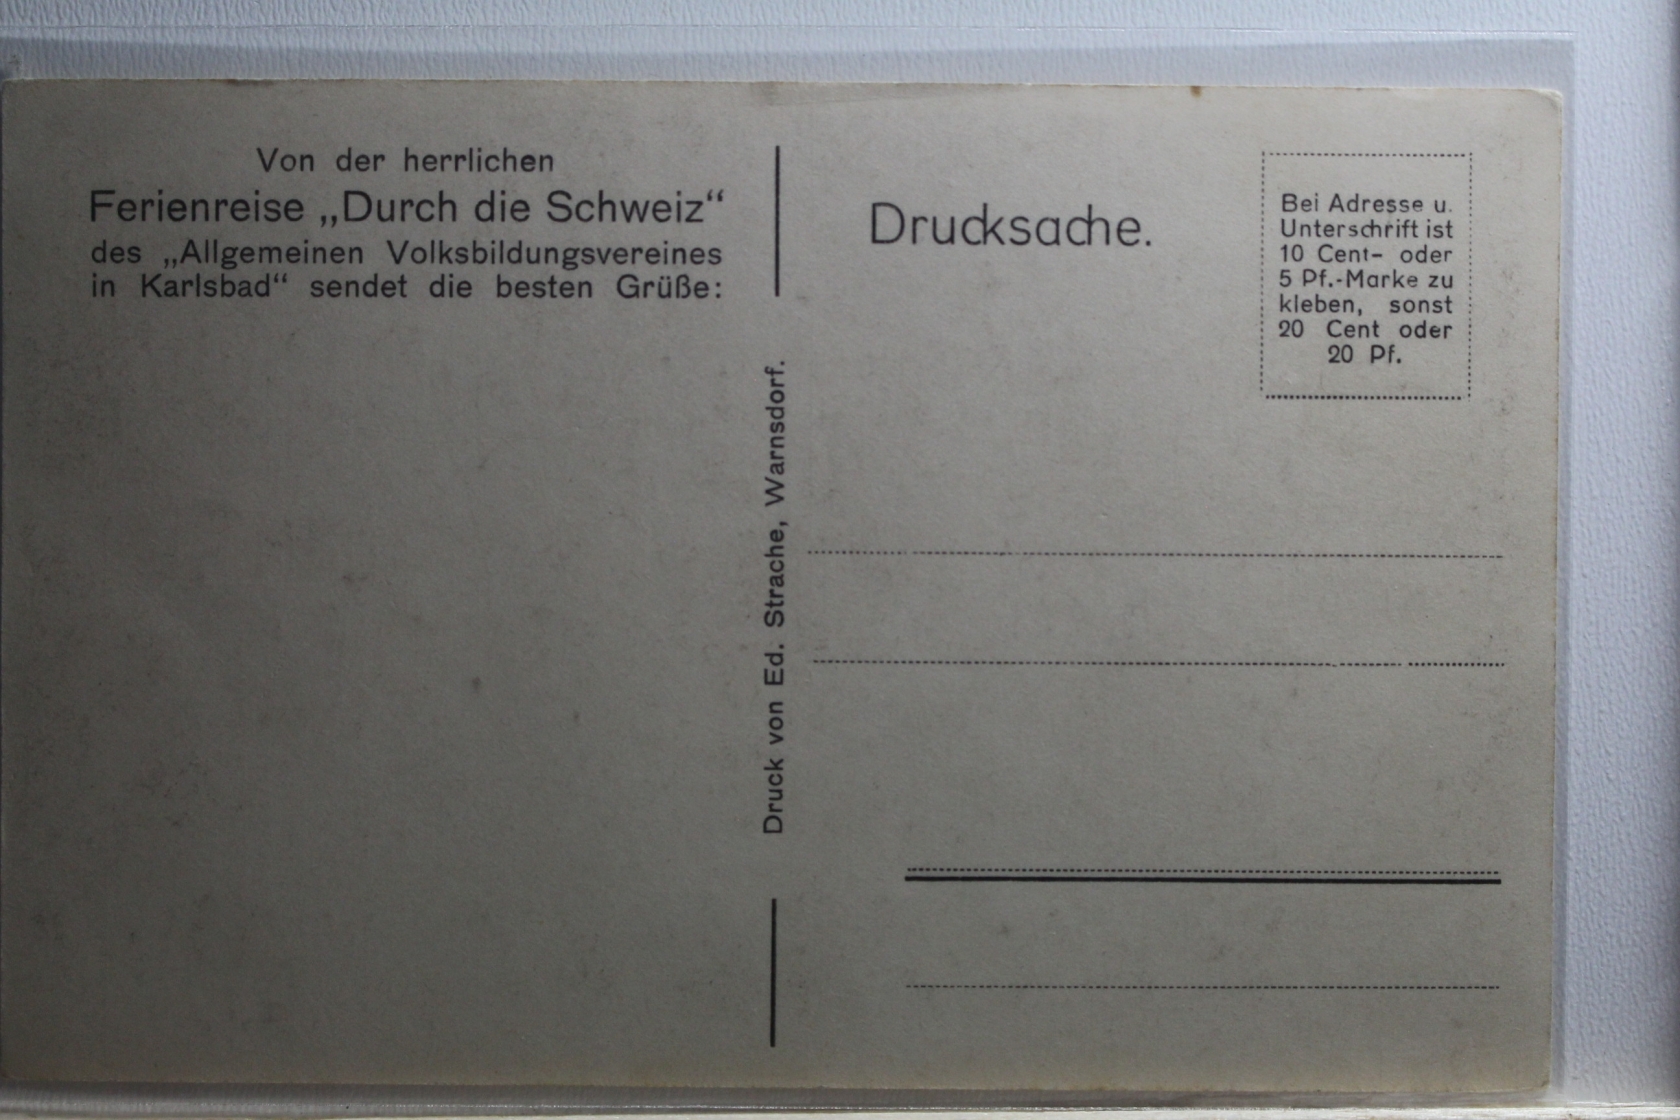 Von der herrlichen
Ferienreise „Durch die Schweiz“
des „Allgemeinen Volksbildungsvereines
in Karlsbad“ sendet die besten Grüße:
Druck von Ed. Strache, Warnsdorf.
Drucksache.
Bei Adresse u.
Unterschrift ist
10 Cent- oder
5 Pf.-Marke zu
kleben, sonst
20 Cent oder
20 Pf.